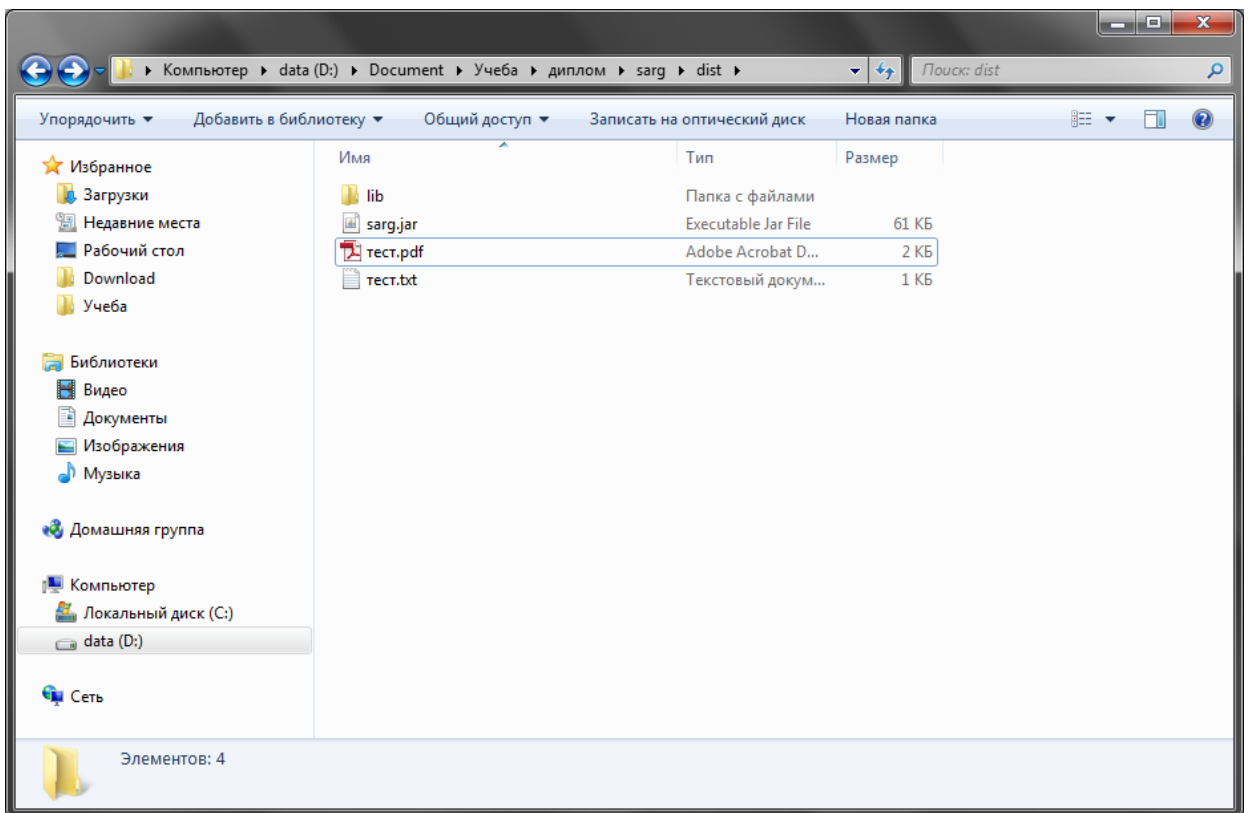 Компьютер ▸ data (D:) ▸ Document ▸ Учеба ▸ диплом ▸ sarg ▸ dist ▸
Поиск: dist
Упорядочить Добавить в библиотеку Общий доступ Записать на оптический диск Новая папка
Избранное
Загрузки
Недавние места
Рабочий стол
Download
Учеба
Библиотеки
Видео
Документы
Изображения
Музыка
Домашняя группа
Компьютер
Локальный диск (C:)
data (D:)
Сеть
Имя Тип Размер
lib Папка с файлами
sarg.jar Executable Jar File 61 КБ
тест.pdf Adobe Acrobat D... 2 КБ
тест.txt Текстовый докум... 1 КБ
Элементов: 4